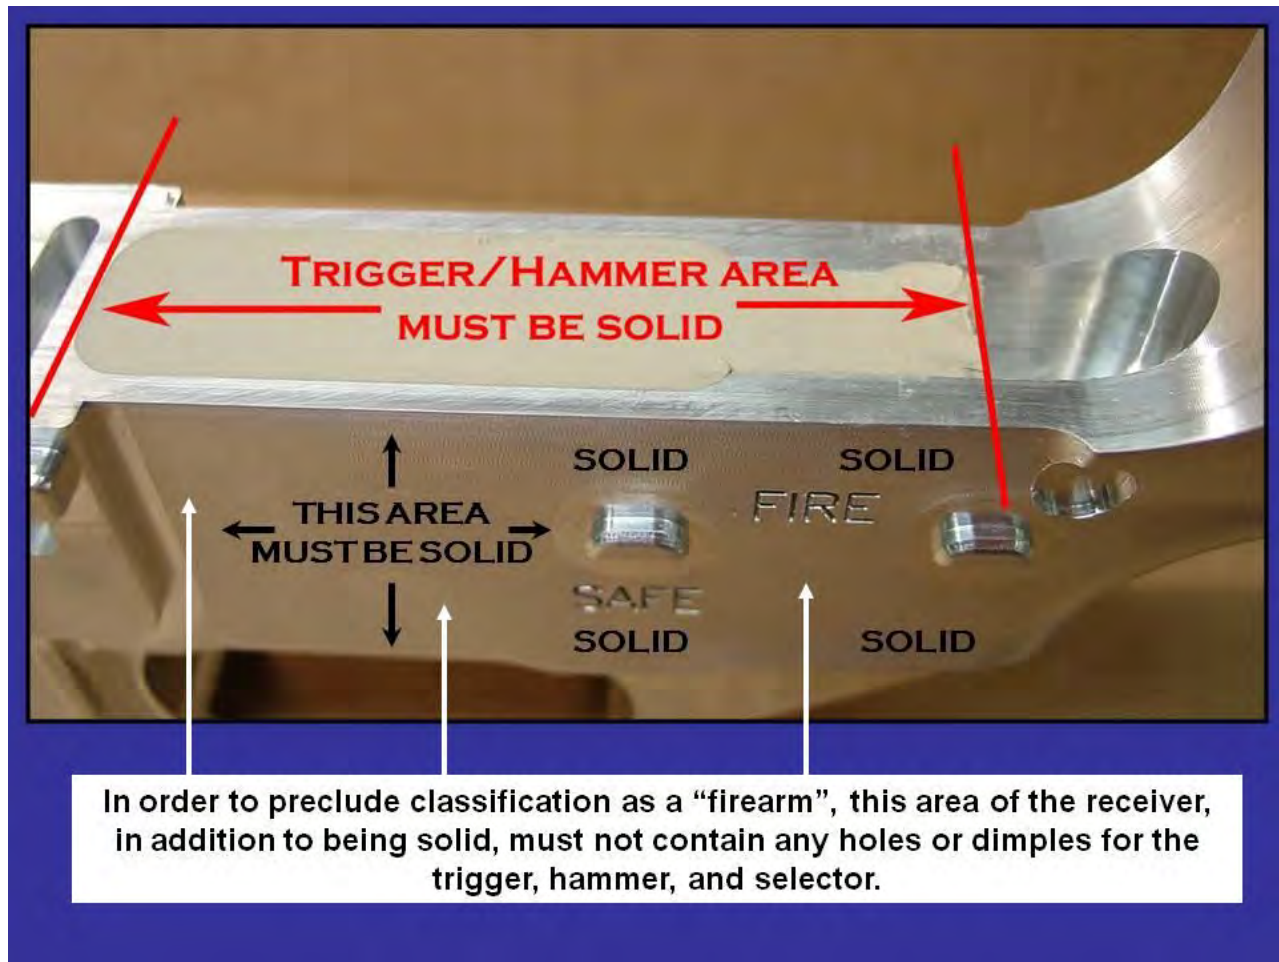 TRIGGER/HAMMER AREA
MUST BE SOLID
SOLID SOLID
FIRE
THIS AREA
MUST BE SOLID
SAFE
SOLID SOLID
In order to preclude classification as a “firearm”, this area of the receiver,
in addition to being solid, must not contain any holes or dimples for the
trigger, hammer, and selector.